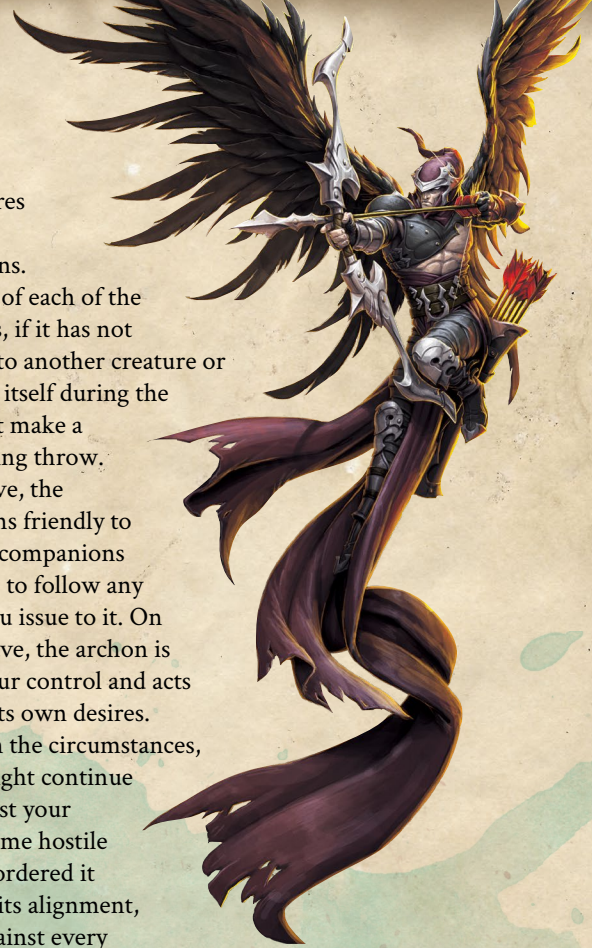 res
ns.
of each of the
s, if it has not
to another creature or
itself during the
t make a
ing throw.
ve, the
ns friendly to
companions
to follow any
u issue to it. On
ve, the archon is
ur control and acts
ts own desires.
n the circumstances,
ght continue
st your
me hostile
ordered it
its alignment,
ainst every